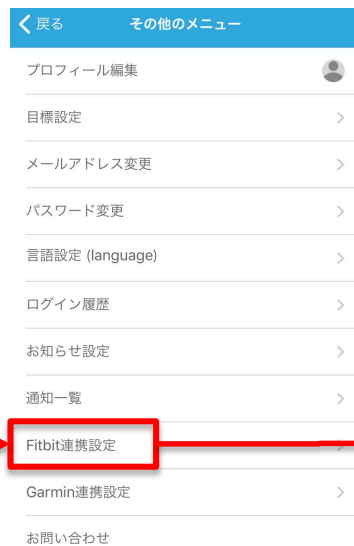 戻る
その他のメニュー
プロフィール編集
目標設定
メールアドレス変更
パスワード変更
言語設定 (language)
ログイン履歴
お知らせ設定
通知一覧
Fitbit連携設定
Garmin連携設定
お問い合わせ